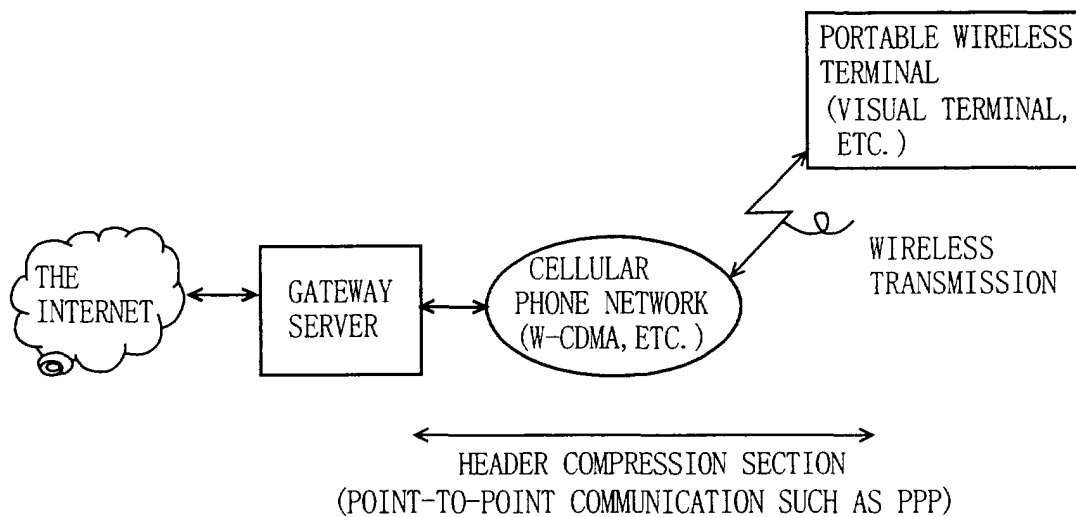 PORTABLE WIRELESS
TERMINAL
(VISUAL TERMINAL,
ETC.)
THE
INTERNET
GATEWAY
SERVER
CELLULAR
PHONE NETWORK
(W-CDMA, ETC.)
WIRELESS
TRANSMISSION
HEADER COMPRESSION SECTION
(POINT-TO-POINT COMMUNICATION SUCH AS PPP)